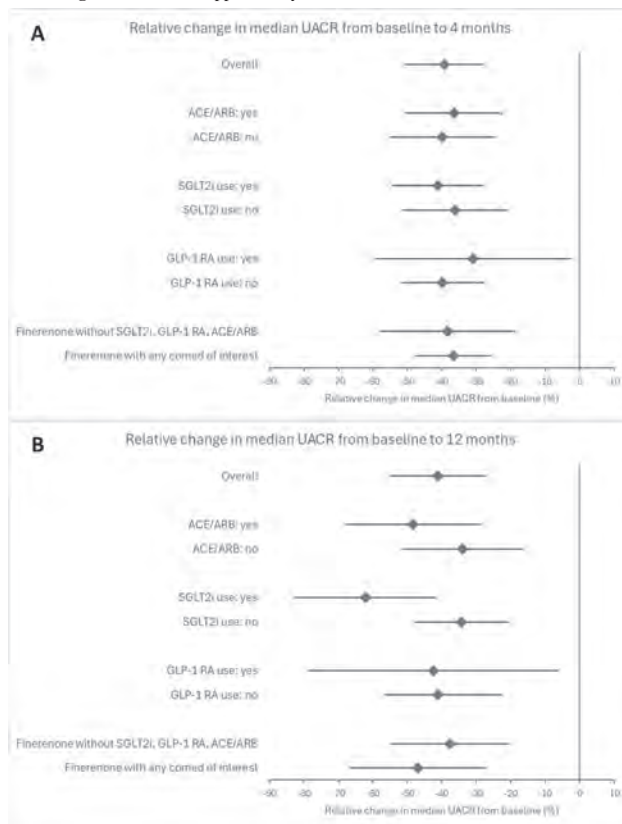 A
Relative change in median UACR from baseline to 4 months
Overall
ACE/ARB: yes
ACE/ARB: no
SGLT2i use: yes
SGLT2i use: no
GLP-1 RA use: yes
GLP-1 RA use: no
Finerenone without SGLT2i, GLP-1 RA, ACE/ARB
Finerenone with any comed of interest
-90 -80 -70 -60 -50 -40 -30 -20 -10 0 10
Relative change in median UACR from baseline (%)
B
Relative change in median UACR from baseline to 12 months
Overall
ACE/ARB: yes
ACE/ARB: no
SGLT2i use: yes
SGLT2i use: no
GLP-1 RA use: yes
GLP-1 RA use: no
Finerenone without SGLT2i, GLP-1 RA, ACE/ARB
Finerenone with any comed of interest
-90 -80 -70 -60 -50 -40 -30 -20 -10 0 10
Relative change in median UACR from baseline (%)